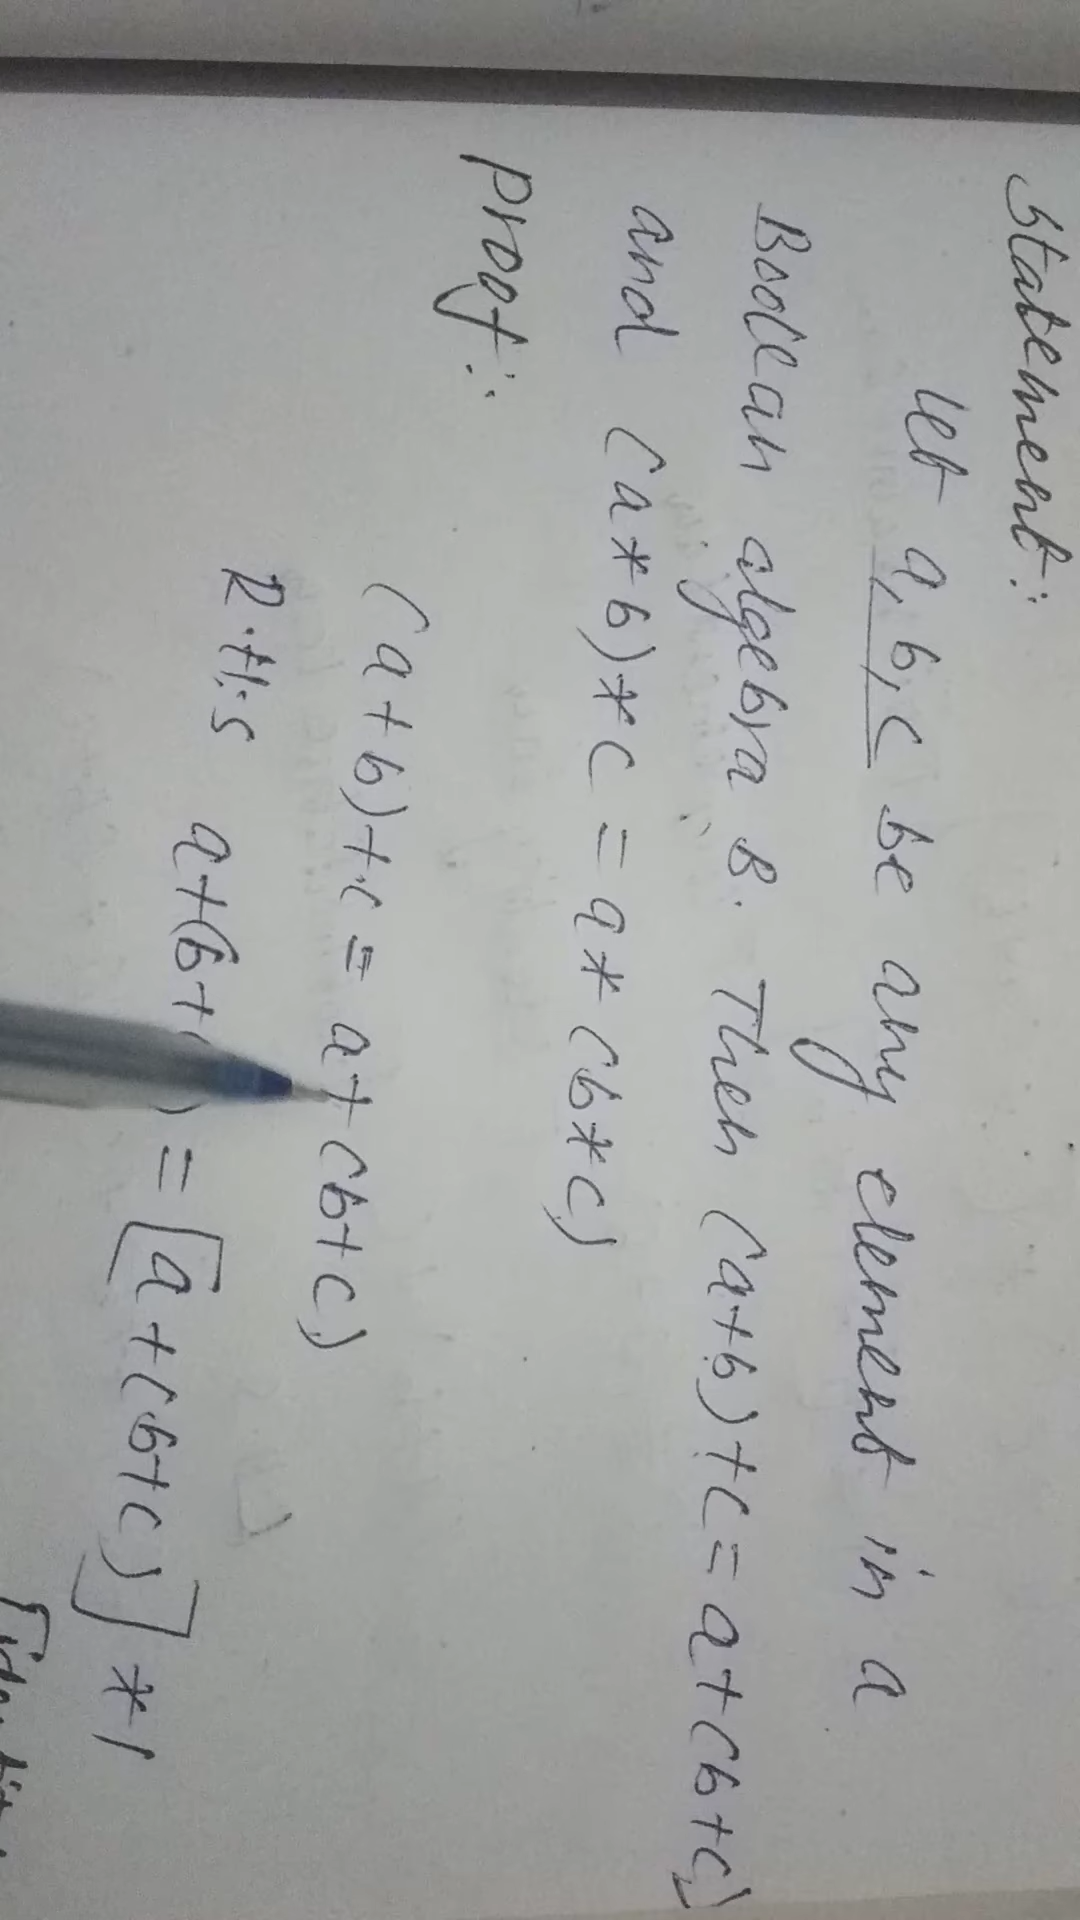 Statement:
Let a, b, c be any element in a
Boolean algebra B. Then (a+b)+c = a+(b+c)
and (a*b)*c = a*(b*c)
Proof:
(a+b)+c = a+(b+c)
R.H.S a+(b+ ) = [a+(b+c)]*1